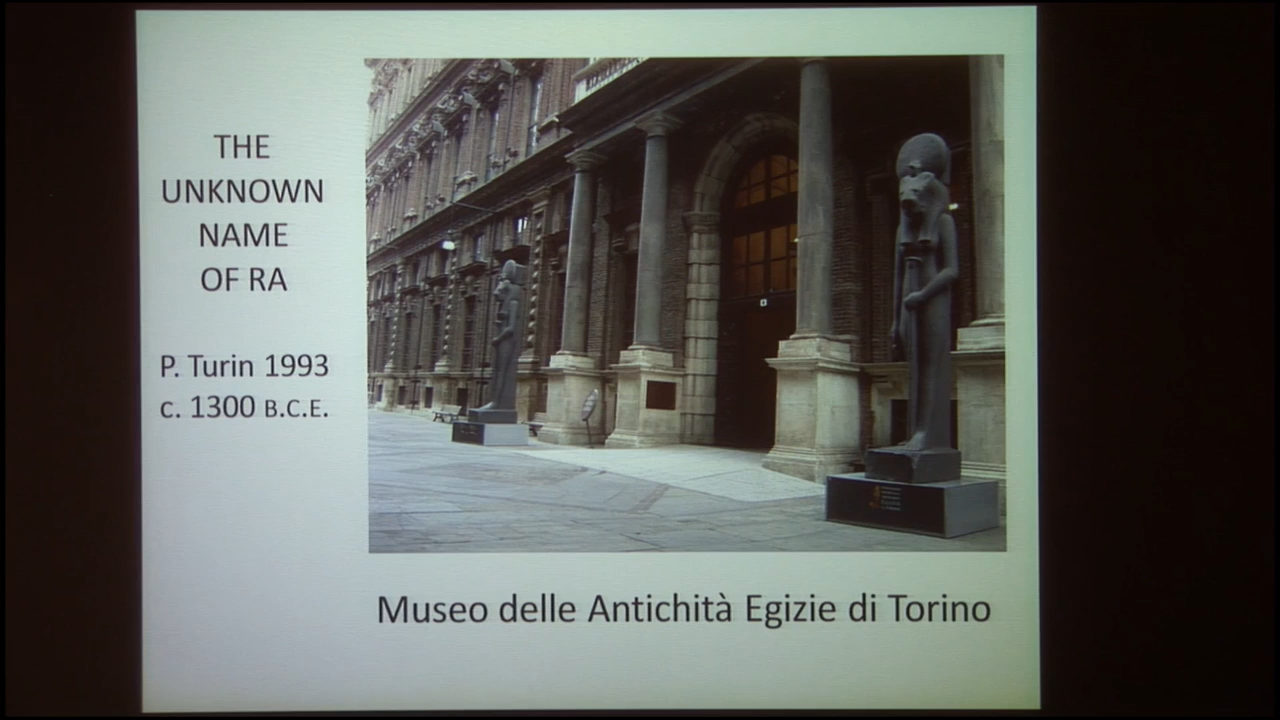 THE
UNKNOWN
NAME
OF RA
P. Turin 1993
c. 1300 B.C.E.
Museo delle Antichità Egizie di Torino